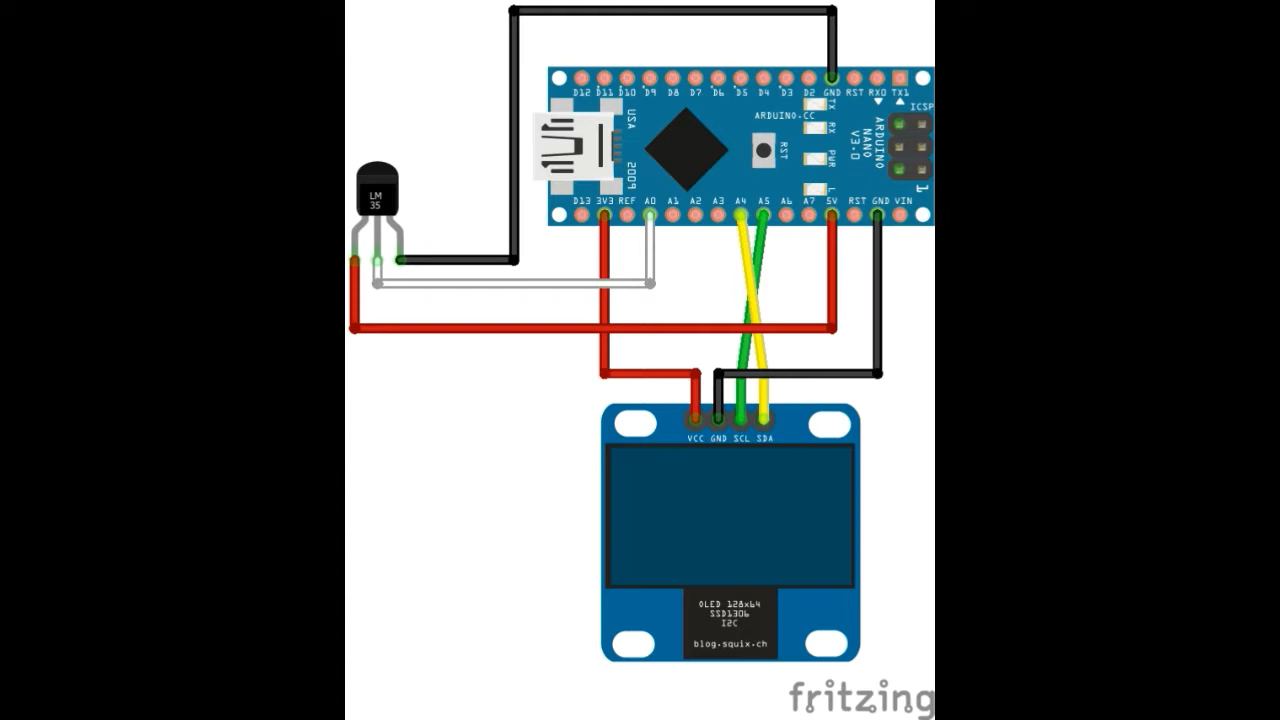 D12 D11 D10 D9 D8 D7 D6 D5 D4 D3 D2 GND RST RX0 TX1
ICSP
USA
2009
ARDUINO.CC
RST
TX
RX
PWR
L
ARDUINO
NANO
V3.0
1
D13 3V3 REF A0 A1 A2 A3 A4 A5 A6 A7 5V RST GND VIN
LM
35
VCC GND SCL SDA
OLED 128x64
SSD1306
I2C
blog.squix.ch
fritzing